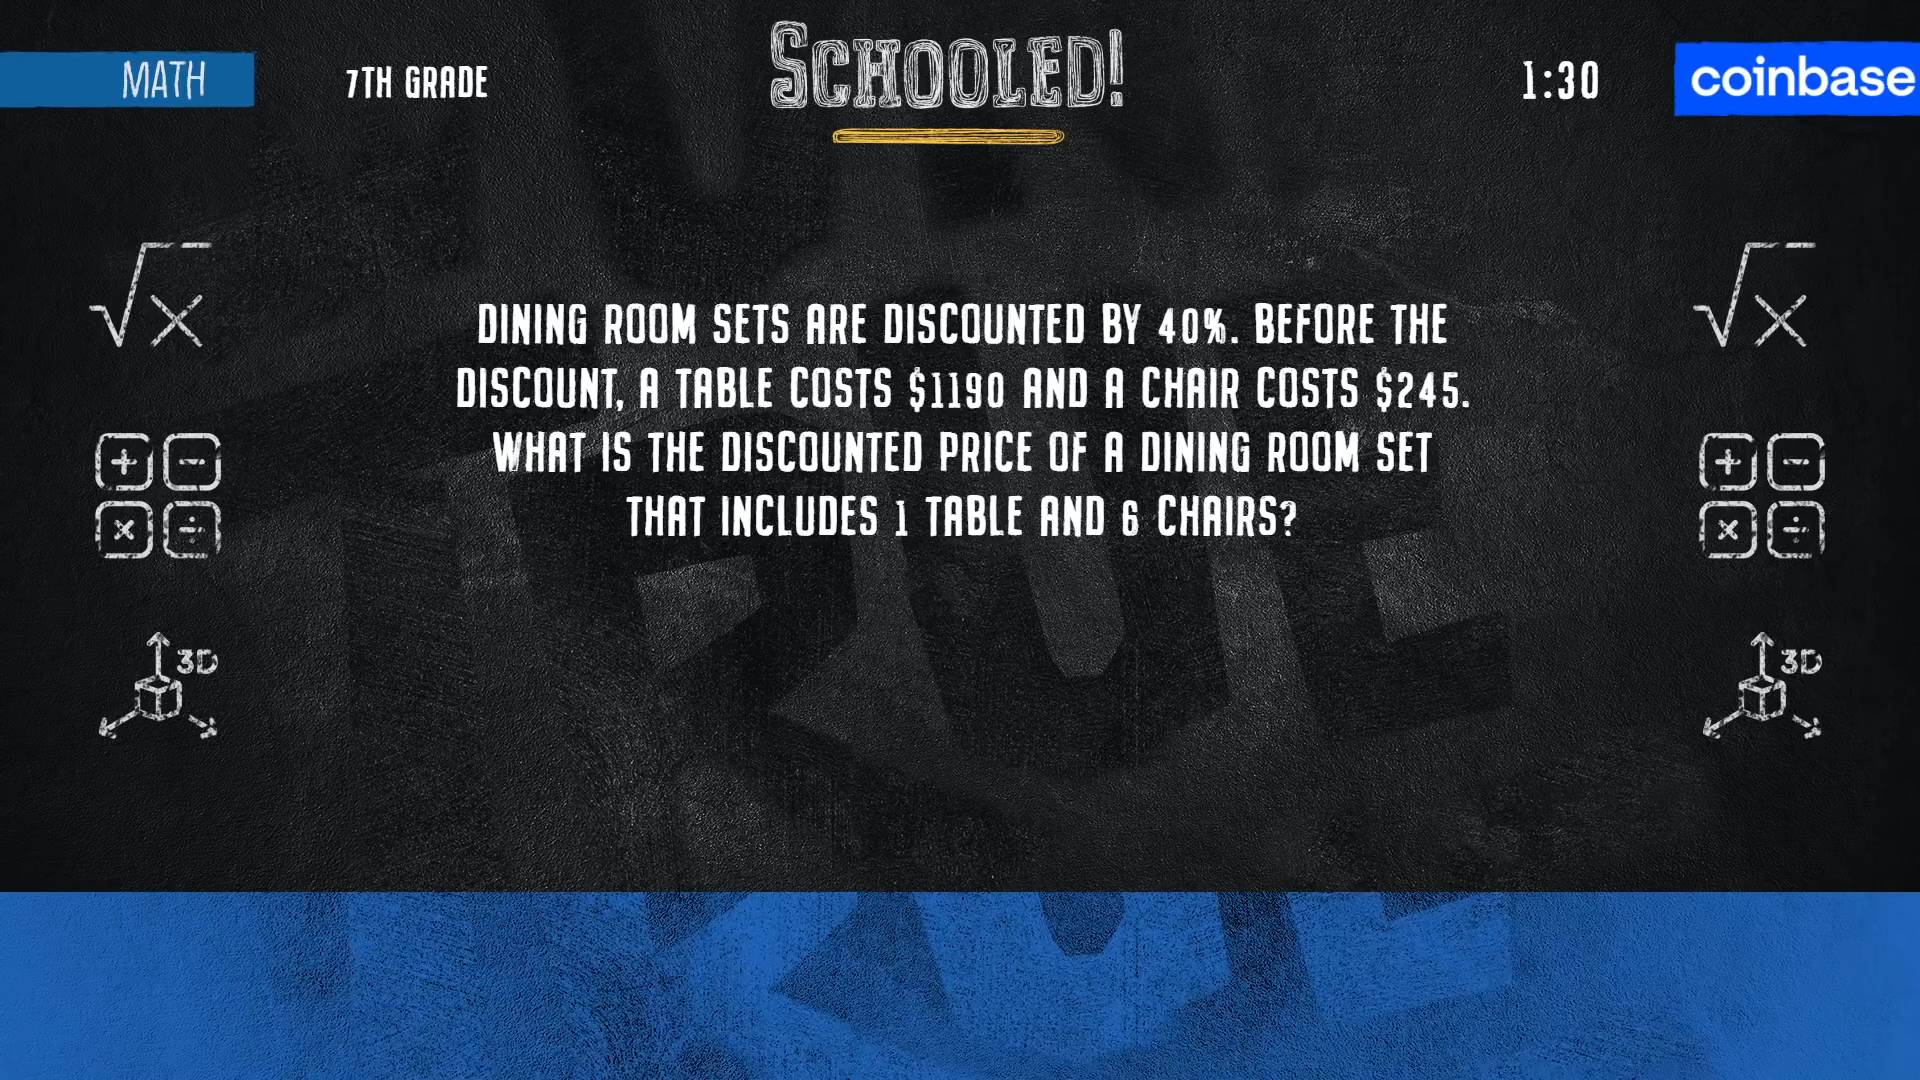 MATH
7TH GRADE
SCHOOLED!
1:30
coinbase
DINING ROOM SETS ARE DISCOUNTED BY 40%. BEFORE THE
DISCOUNT, A TABLE COSTS $1190 AND A CHAIR COSTS $245.
WHAT IS THE DISCOUNTED PRICE OF A DINING ROOM SET
THAT INCLUDES 1 TABLE AND 6 CHAIRS?
√x
√x
+ -
+ -
× ÷
× ÷
3D
3D